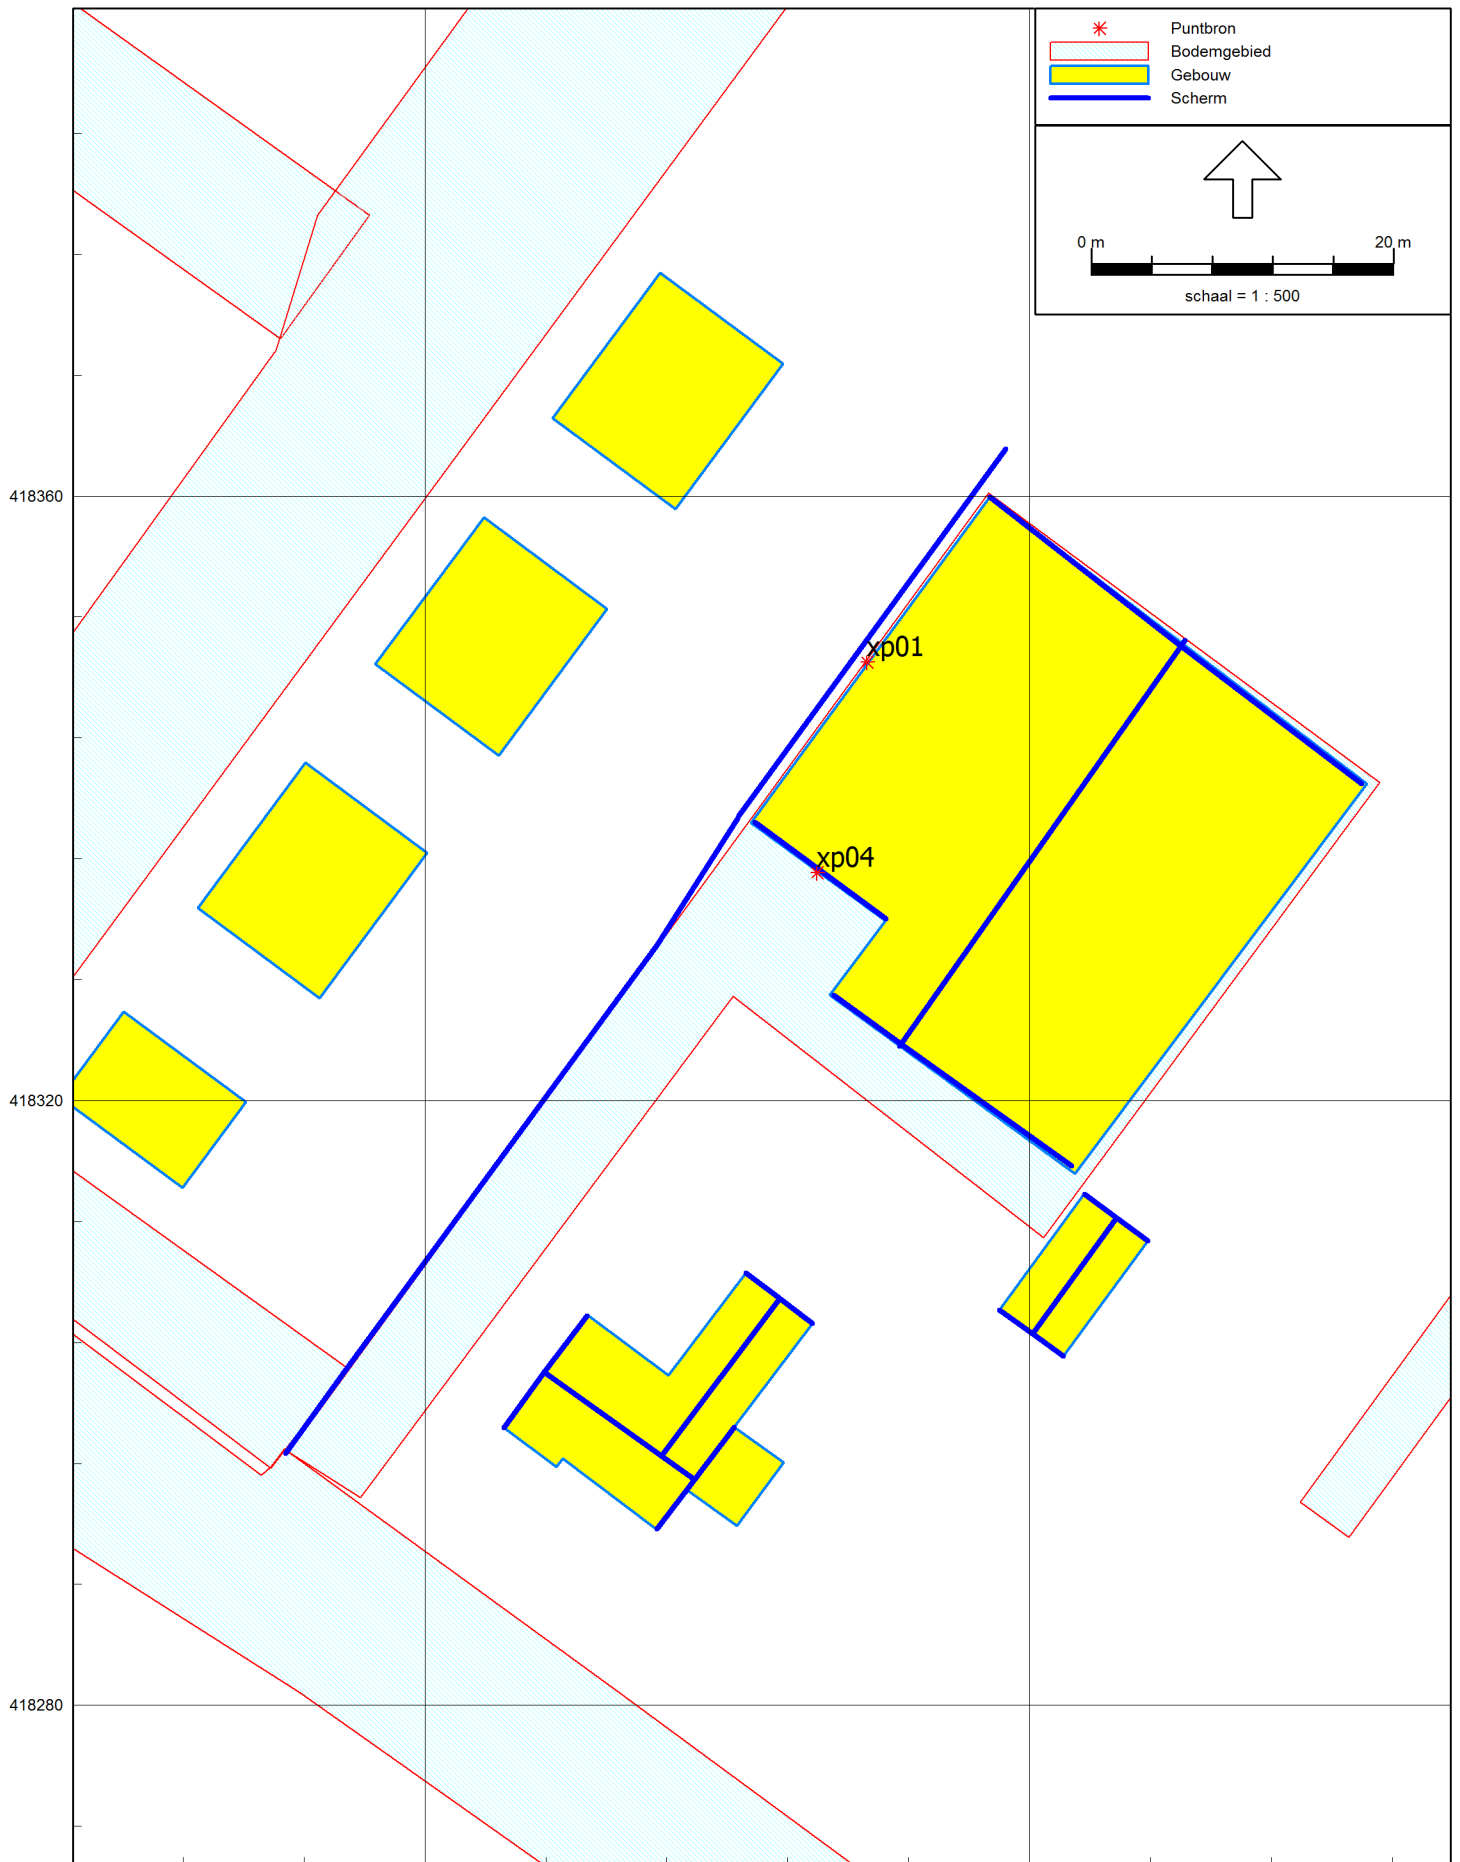 Puntbron
Bodemgebied
Gebouw
Scherm
0 m 20 m
schaal = 1 : 500
418360
xp01
xp04
418320
418280